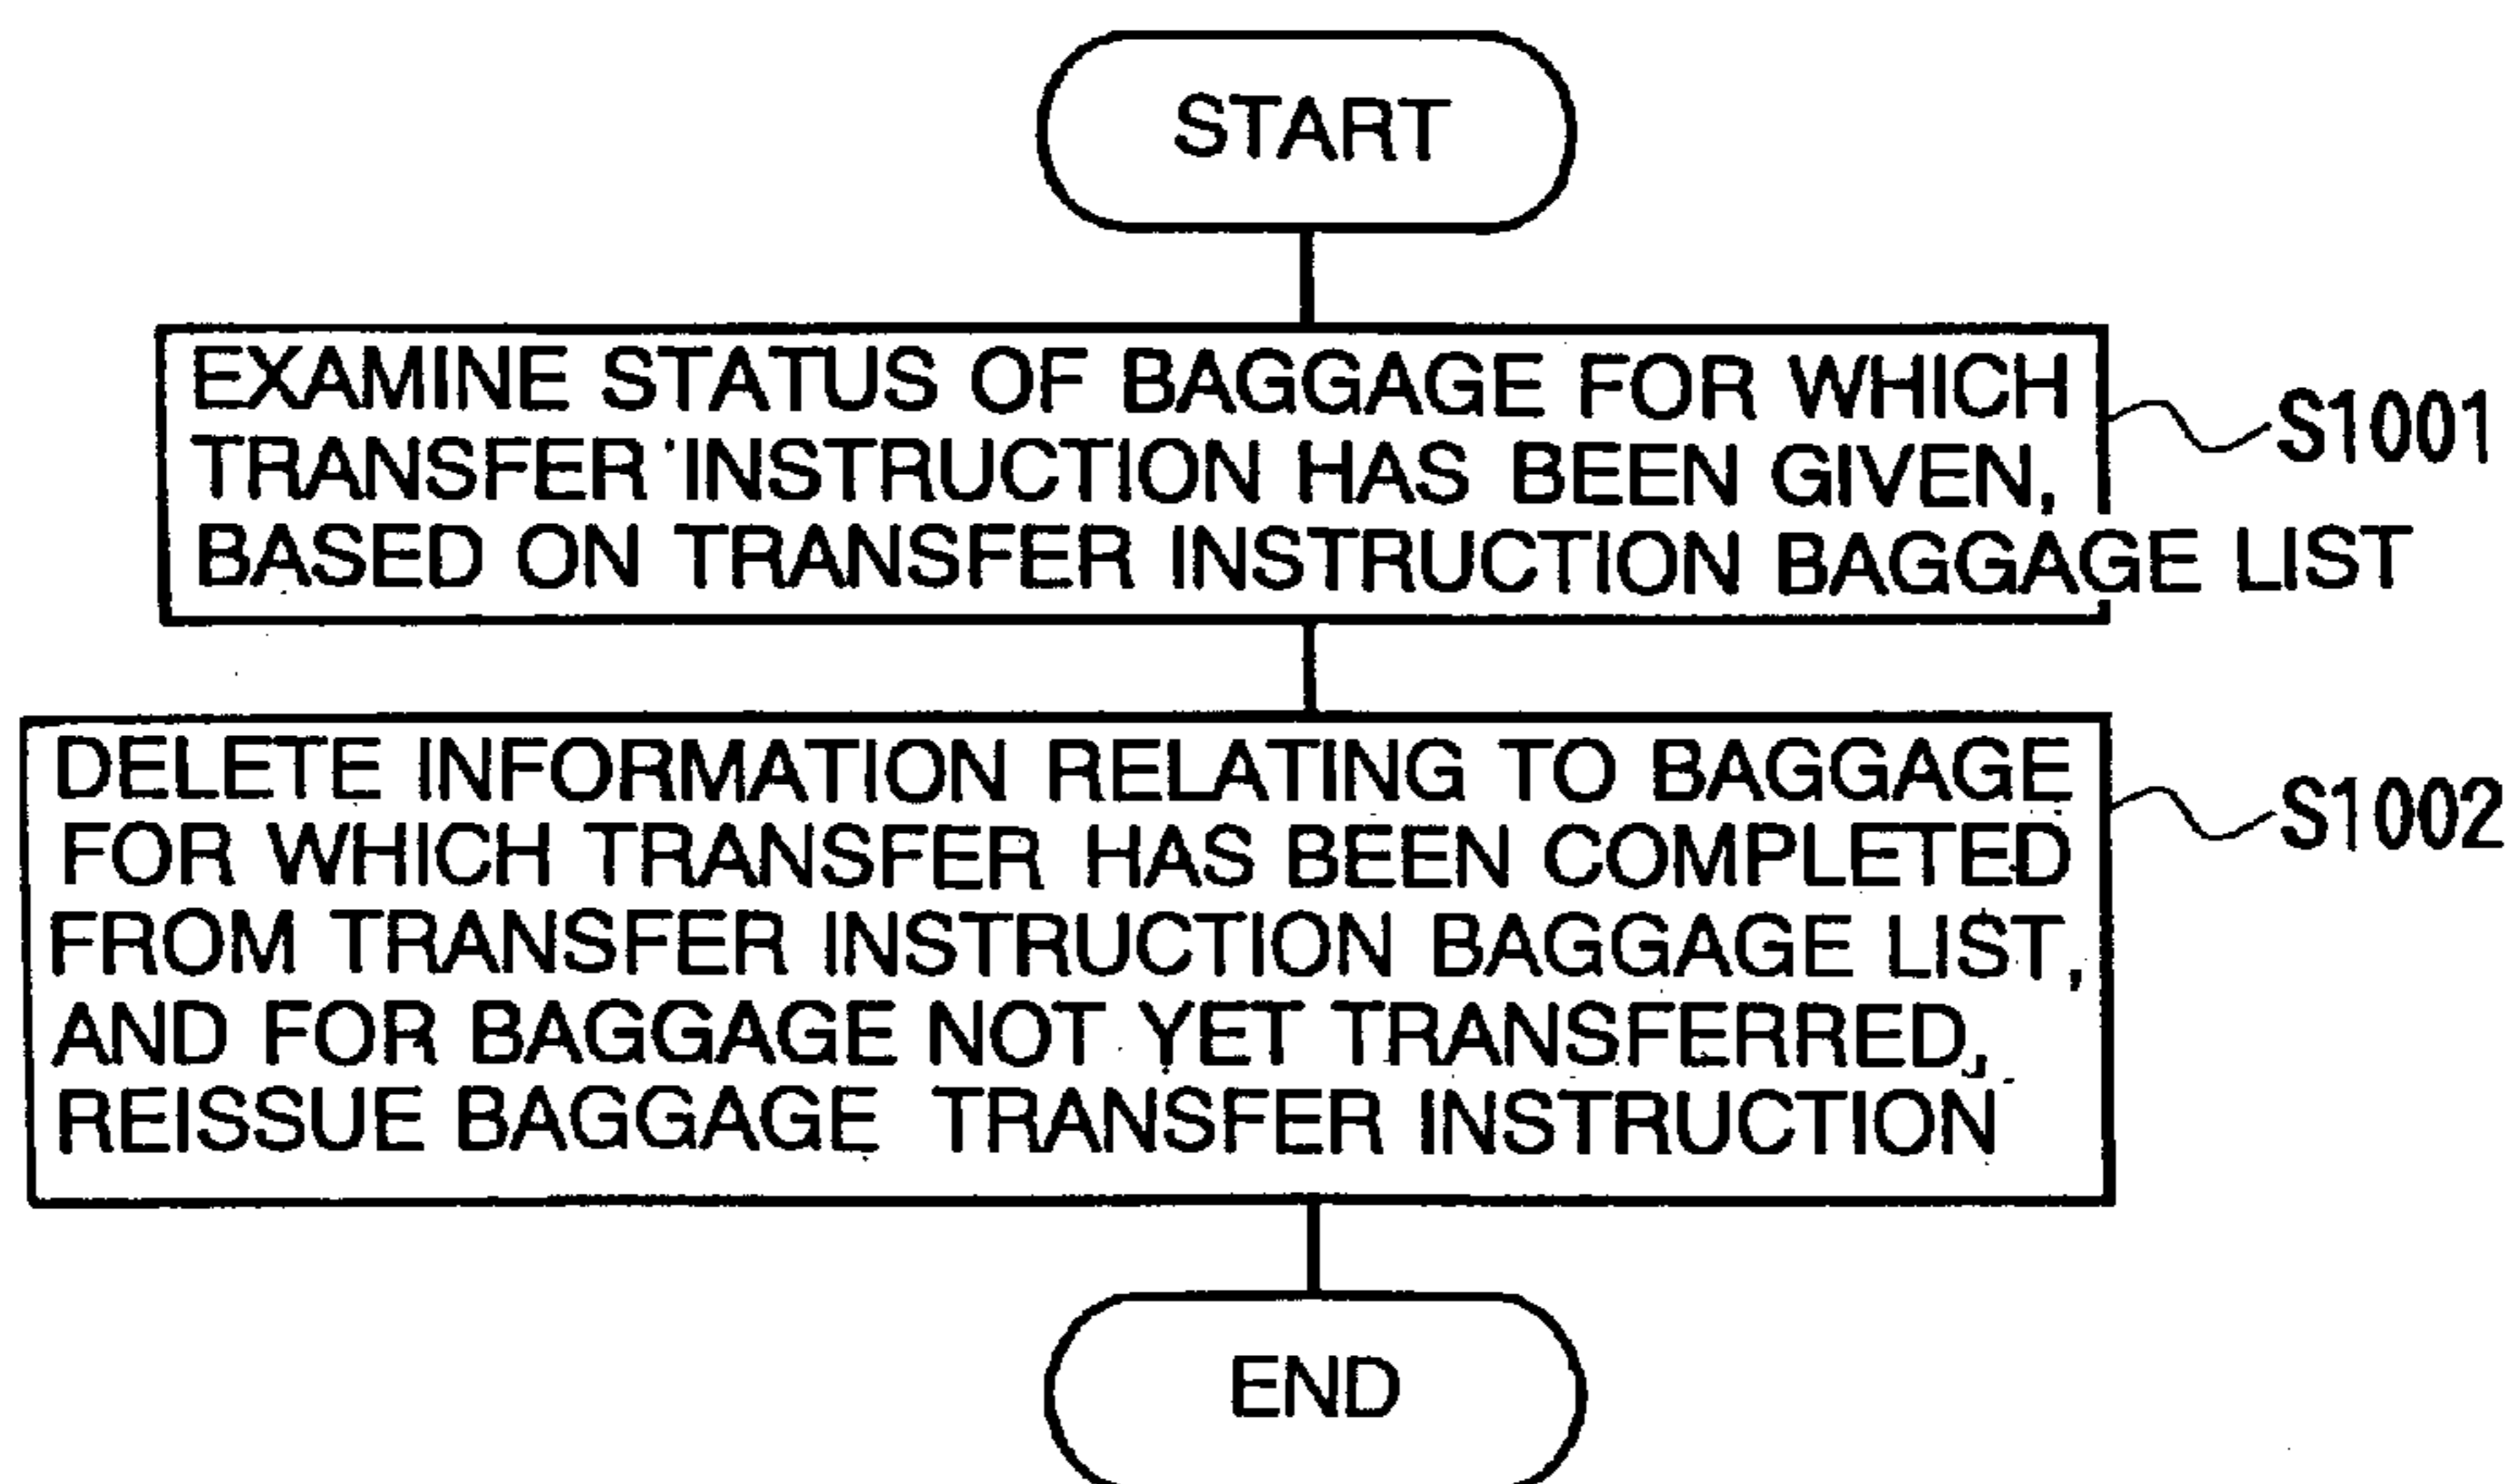 START
EXAMINE STATUS OF BAGGAGE FOR WHICH
TRANSFER INSTRUCTION HAS BEEN GIVEN,
BASED ON TRANSFER INSTRUCTION BAGGAGE LIST
S1001
DELETE INFORMATION RELATING TO BAGGAGE
FOR WHICH TRANSFER HAS BEEN COMPLETED
FROM TRANSFER INSTRUCTION BAGGAGE LIST,
AND FOR BAGGAGE NOT YET TRANSFERRED,
REISSUE BAGGAGE TRANSFER INSTRUCTION
S1002
END